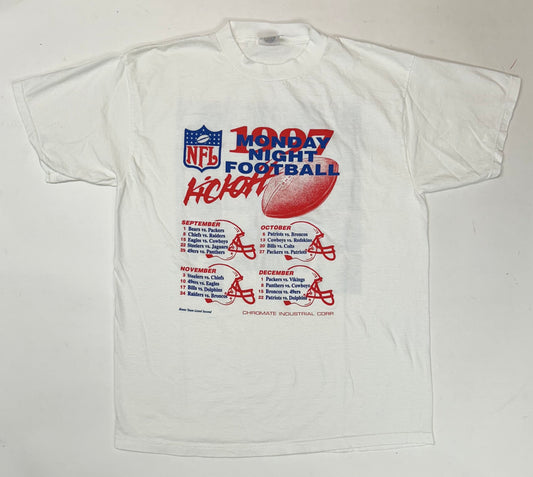 NFL
1997
MONDAY
NIGHT
FOOTBALL
Kickoff
SEPTEMBER
1 Bears vs. Packers
8 Chiefs vs. Raiders
15 Eagles vs. Cowboys
22 Steelers vs. Jaguars
29 49ers vs. Panthers
OCTOBER
6 Patriots vs. Broncos
13 Cowboys vs. Redskins
20 Bills vs. Colts
27 Packers vs. Patriots
NOVEMBER
3 Steelers vs. Chiefs
10 49ers vs. Eagles
17 Bills vs. Dolphins
24 Raiders vs. Broncos
DECEMBER
1 Packers vs. Vikings
8 Panthers vs. Cowboys
15 Broncos vs. 49ers
22 Patriots vs. Dolphins
Home Team Listed Second
CHROMATE INDUSTRIAL CORP.